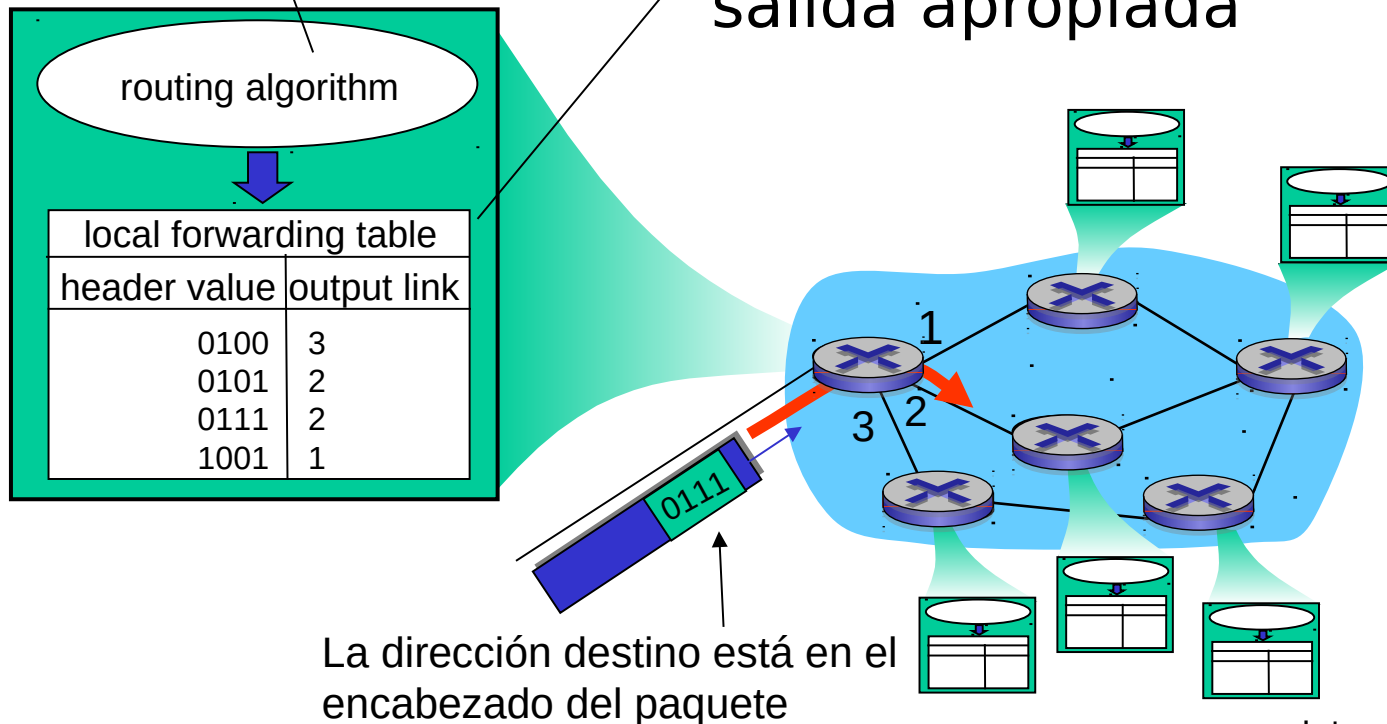 salida apropiada
routing algorithm
local forwarding table
header value output link
0100 3
0101 2
0111 2
1001 1
1
2
3
0111
La dirección destino está en el
encabezado del paquete